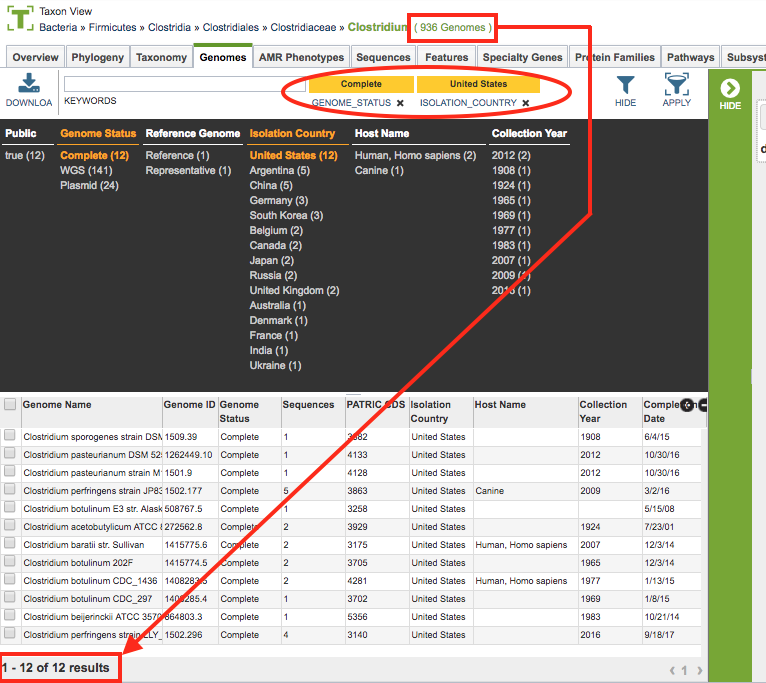 Taxon View
Bacteria » Firmicutes » Clostridia » Clostridiales » Clostridiaceae » Clostridium ( 936 Genomes )
Overview Phylogeny Taxonomy Genomes AMR Phenotypes Sequences Features Specialty Genes Protein Families Pathways Subsyst
Complete United States
DOWNLOA KEYWORDS GENOME_STATUS ✖ ISOLATION_COUNTRY ✖ HIDE APPLY HIDE
Public Genome Status Reference Genome Isolation Country Host Name Collection Year
true (12) Complete (12) Reference (1) United States (12) Human, Homo sapiens (2) 2012 (2)
WGS (141) Representative (1) Argentina (5) Canine (1) 1908 (1)
Plasmid (24) China (5) 1924 (1)
Germany (3) 1965 (1)
South Korea (3) 1969 (1)
Belgium (2) 1977 (1)
Canada (2) 1983 (1)
Japan (2) 2007 (1)
Russia (2) 2009 (1)
United Kingdom (2) 2016 (1)
Australia (1)
Denmark (1)
France (1)
India (1)
Ukraine (1)
Genome Name Genome ID Genome Status Sequences PATRIC CDS Isolation Country Host Name Collection Year Completion Date
Clostridium sporogenes strain DSM 1509.39 Complete 1 United States 1908 6/4/15
Clostridium pasteurianum DSM 525 1262449.10 Complete 1 4133 United States 2012 10/30/16
Clostridium pasteurianum strain M 1501.9 Complete 1 4128 United States 2012 10/30/16
Clostridium perfringens strain JP83 1502.177 Complete 5 3863 United States Canine 2009 3/2/16
Clostridium botulinum E3 str. Alask 508767.5 Complete 1 3258 United States 5/15/08
Clostridium acetobutylicum ATCC 8 272562.8 Complete 2 3929 United States 1924 7/23/01
Clostridium baratii str. Sullivan 1415775.6 Complete 2 3175 United States Human, Homo sapiens 2007 12/3/14
Clostridium botulinum 202F 1415774.5 Complete 2 3705 United States 1965 12/3/14
Clostridium botulinum CDC_1436 1408283.5 Complete 2 4281 United States Human, Homo sapiens 1977 1/13/15
Clostridium botulinum CDC_297 Complete 1 3702 United States 1969 1/8/15
Clostridium beijerinckii ATCC 3570 864803.3 Complete 1 5356 United States 1983 10/21/14
Clostridium perfringens strain LLY_ 1502.296 Complete 4 3140 United States 2016 9/18/17
1 - 12 of 12 results 1